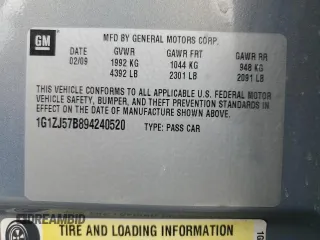 GM
MFD BY GENERAL MOTORS CORP.
DATE GVWR GAWR FRT GAWR RR
02/09 1992 KG 1044 KG 948 KG
4392 LB 2301 LB 2091 LB
THIS VEHICLE CONFORMS TO ALL APPLICABLE U.S. FEDERAL MOTOR
VEHICLE SAFETY, BUMPER, AND THEFT PREVENTION STANDARDS IN
EFFECT ON THE DATE OF MANUFACTURE SHOWN ABOVE.
1G1ZJ57B894240520 TYPE: PASS CAR
DREAMBID
TIRE AND LOADING INFORMATION